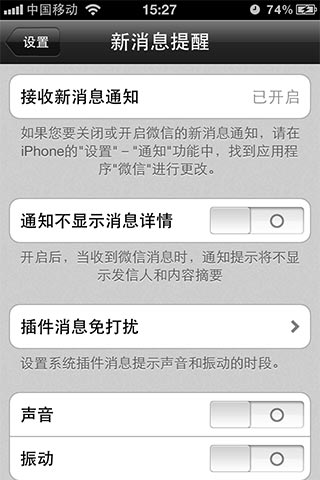 中国移动 15:27 74%
设置 新消息提醒
接收新消息通知 已开启
如果您要关闭或开启微信的新消息通知，请在
iPhone的"设置" – "通知"功能中，找到应用程
序"微信"进行更改。
通知不显示消息详情
开启后，当收到微信消息时，通知提示将不显
示发信人和内容摘要
插件消息免打扰
设置系统插件消息提示声音和振动的时段。
声音
振动